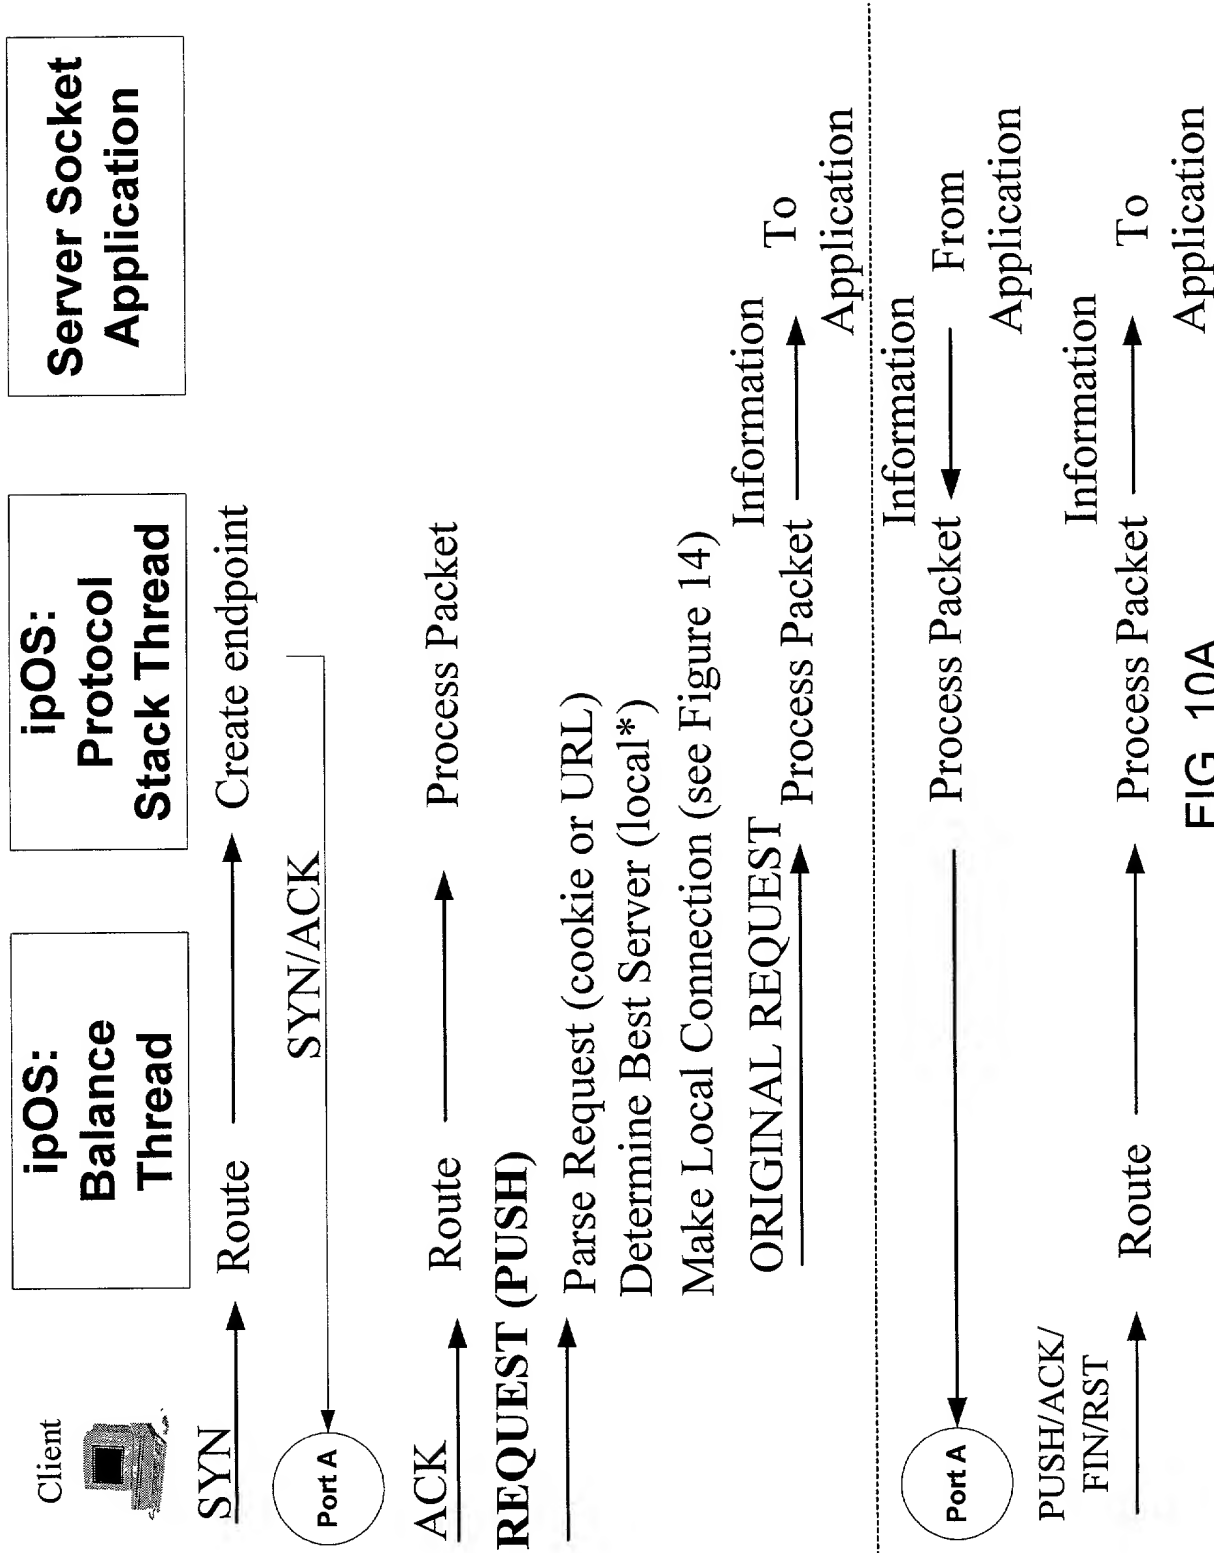 Client
ipOS:
Balance
Thread
ipOS:
Protocol
Stack Thread
Server Socket
Application
SYN
Route
Create endpoint
SYN/ACK
Port A
ACK
Route
Process Packet
REQUEST (PUSH)
Parse Request (cookie or URL)
Determine Best Server (local*)
Make Local Connection (see Figure 14)
ORIGINAL REQUEST
Process Packet
Information
To
Application
Port A
Process Packet
Information
From
Application
PUSH/ACK/
FIN/RST
Route
Process Packet
Information
To
Application
FIG. 10A